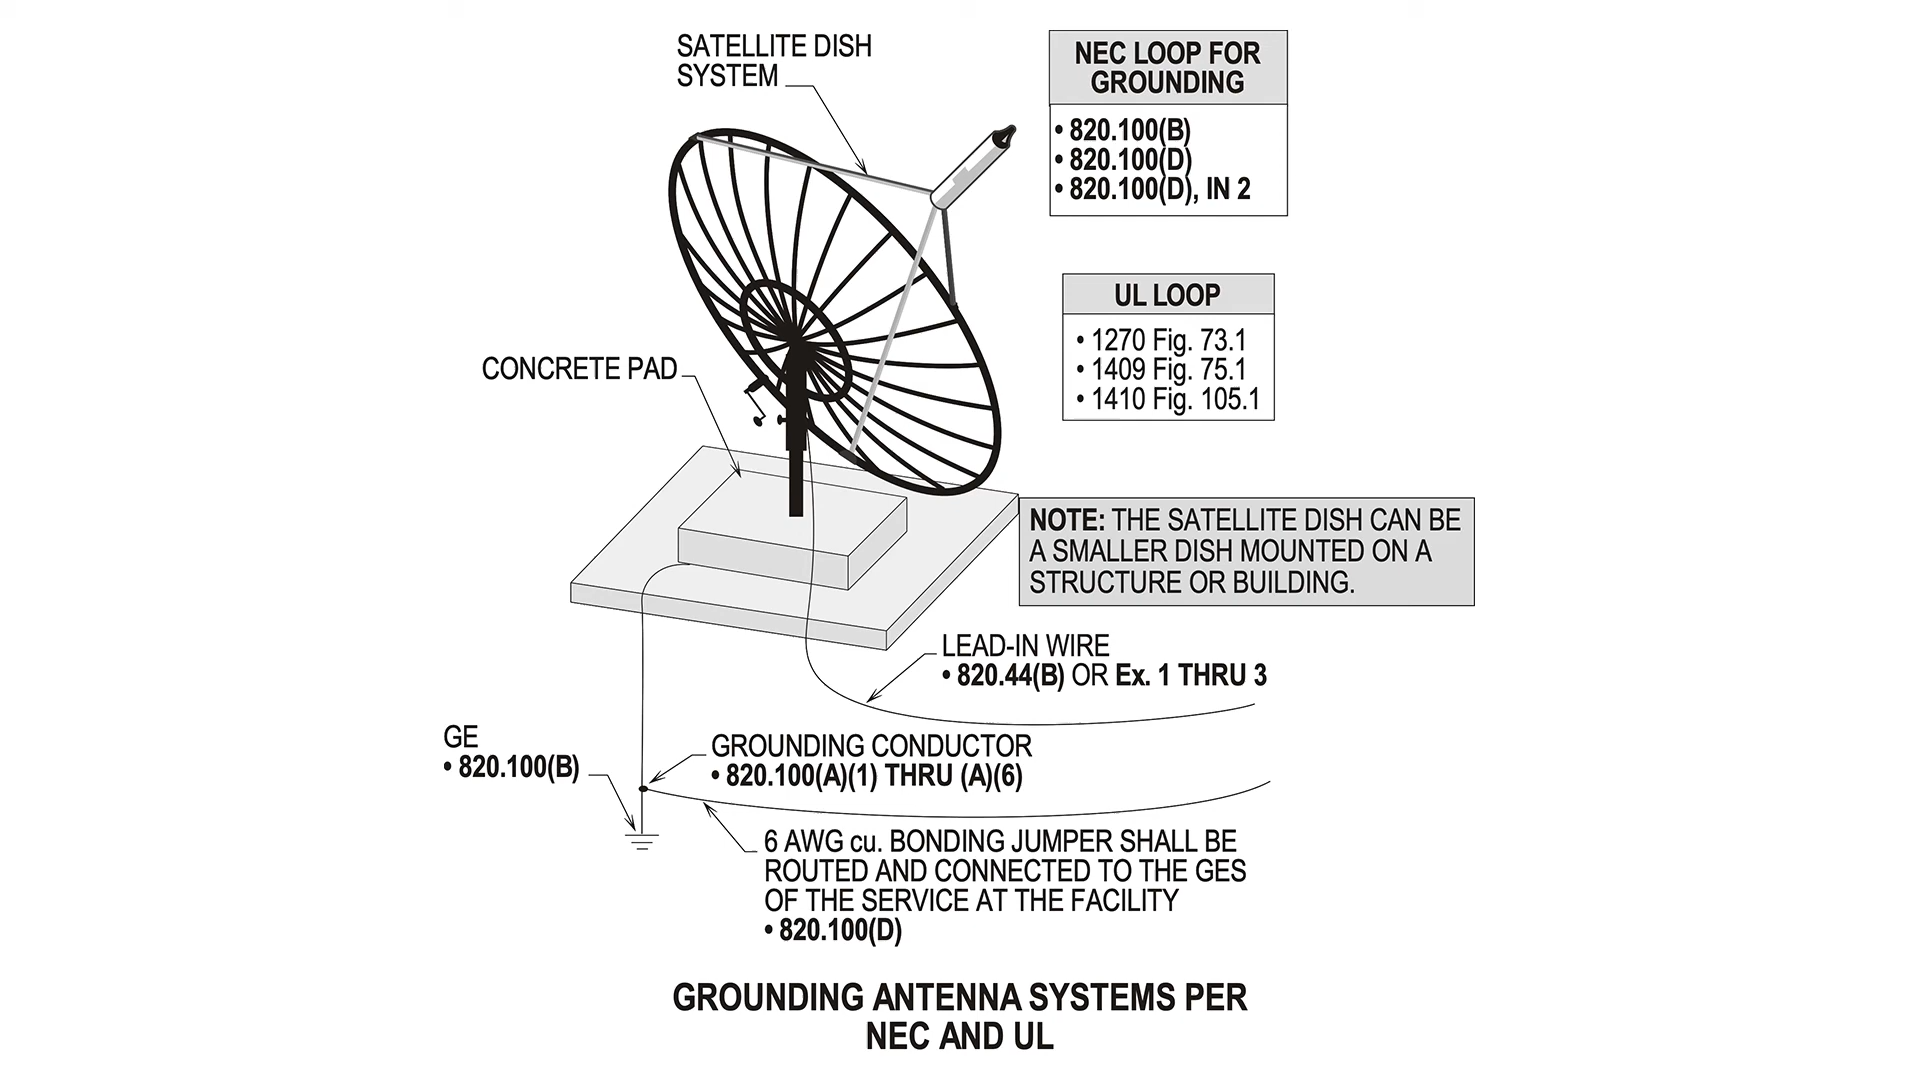 SATELLITE DISH
SYSTEM
NEC LOOP FOR
GROUNDING
• 820.100(B)
• 820.100(D)
• 820.100(D), IN 2
UL LOOP
• 1270 Fig. 73.1
• 1409 Fig. 75.1
• 1410 Fig. 105.1
CONCRETE PAD
NOTE: THE SATELLITE DISH CAN BE
A SMALLER DISH MOUNTED ON A
STRUCTURE OR BUILDING.
LEAD-IN WIRE
• 820.44(B) OR Ex. 1 THRU 3
GE
• 820.100(B)
GROUNDING CONDUCTOR
• 820.100(A)(1) THRU (A)(6)
6 AWG cu. BONDING JUMPER SHALL BE
ROUTED AND CONNECTED TO THE GES
OF THE SERVICE AT THE FACILITY
• 820.100(D)
GROUNDING ANTENNA SYSTEMS PER
NEC AND UL